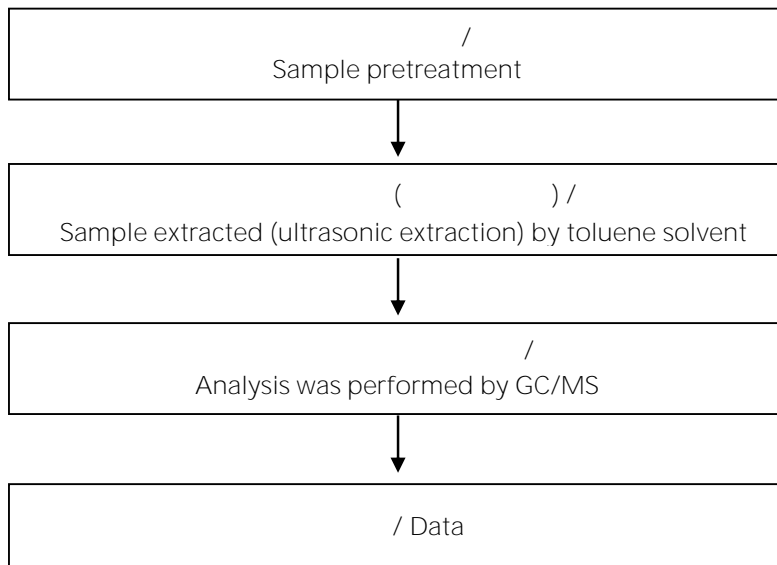 /
Sample pretreatment
( ) /
Sample extracted (ultrasonic extraction) by toluene solvent
/
Analysis was performed by GC/MS
/ Data